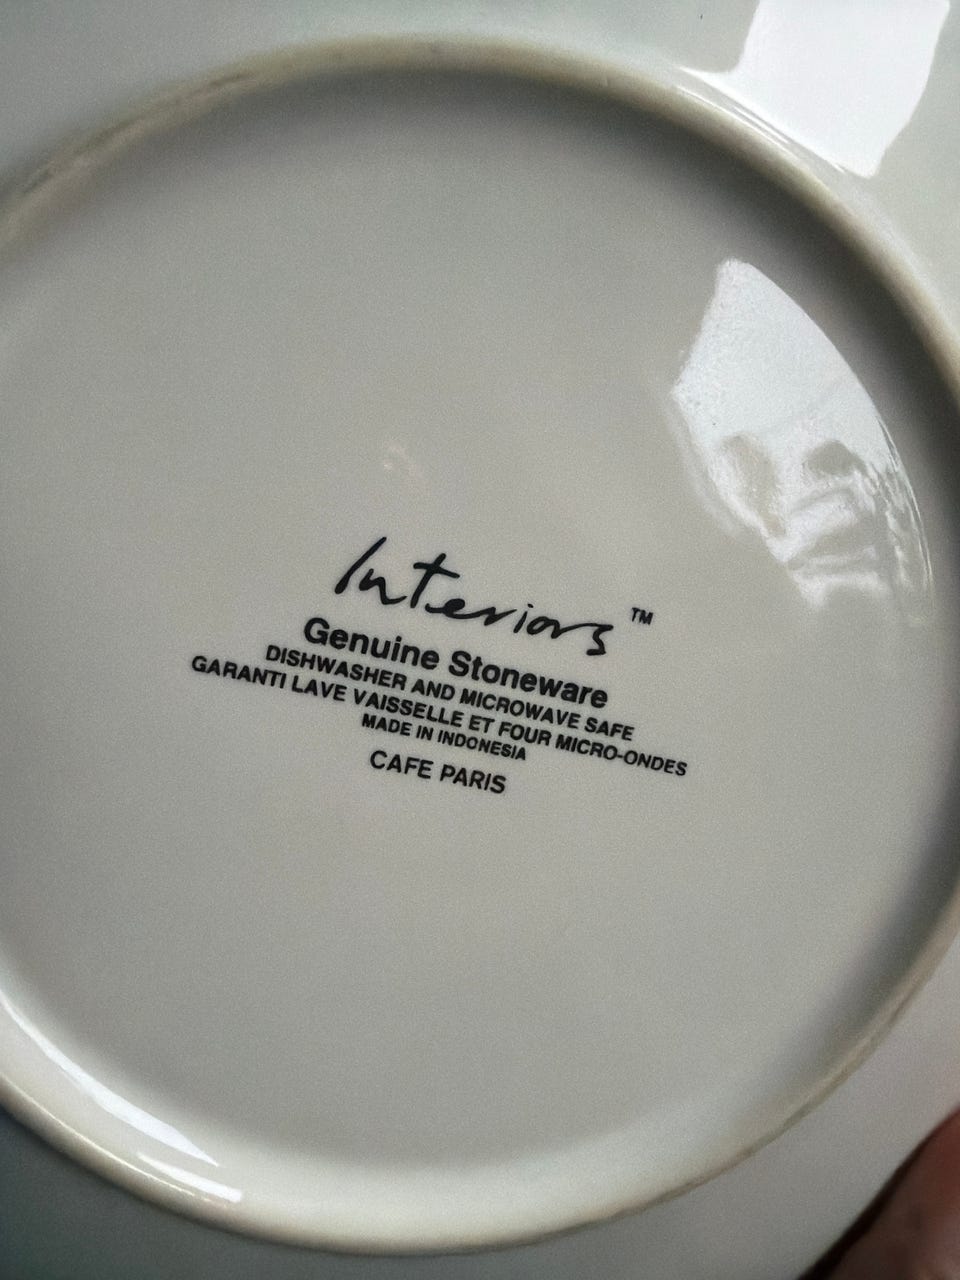 Interiors™
Genuine Stoneware
DISHWASHER AND MICROWAVE SAFE
GARANTI LAVE VAISSELLE ET FOUR MICRO-ONDES
MADE IN INDONESIA
CAFE PARIS